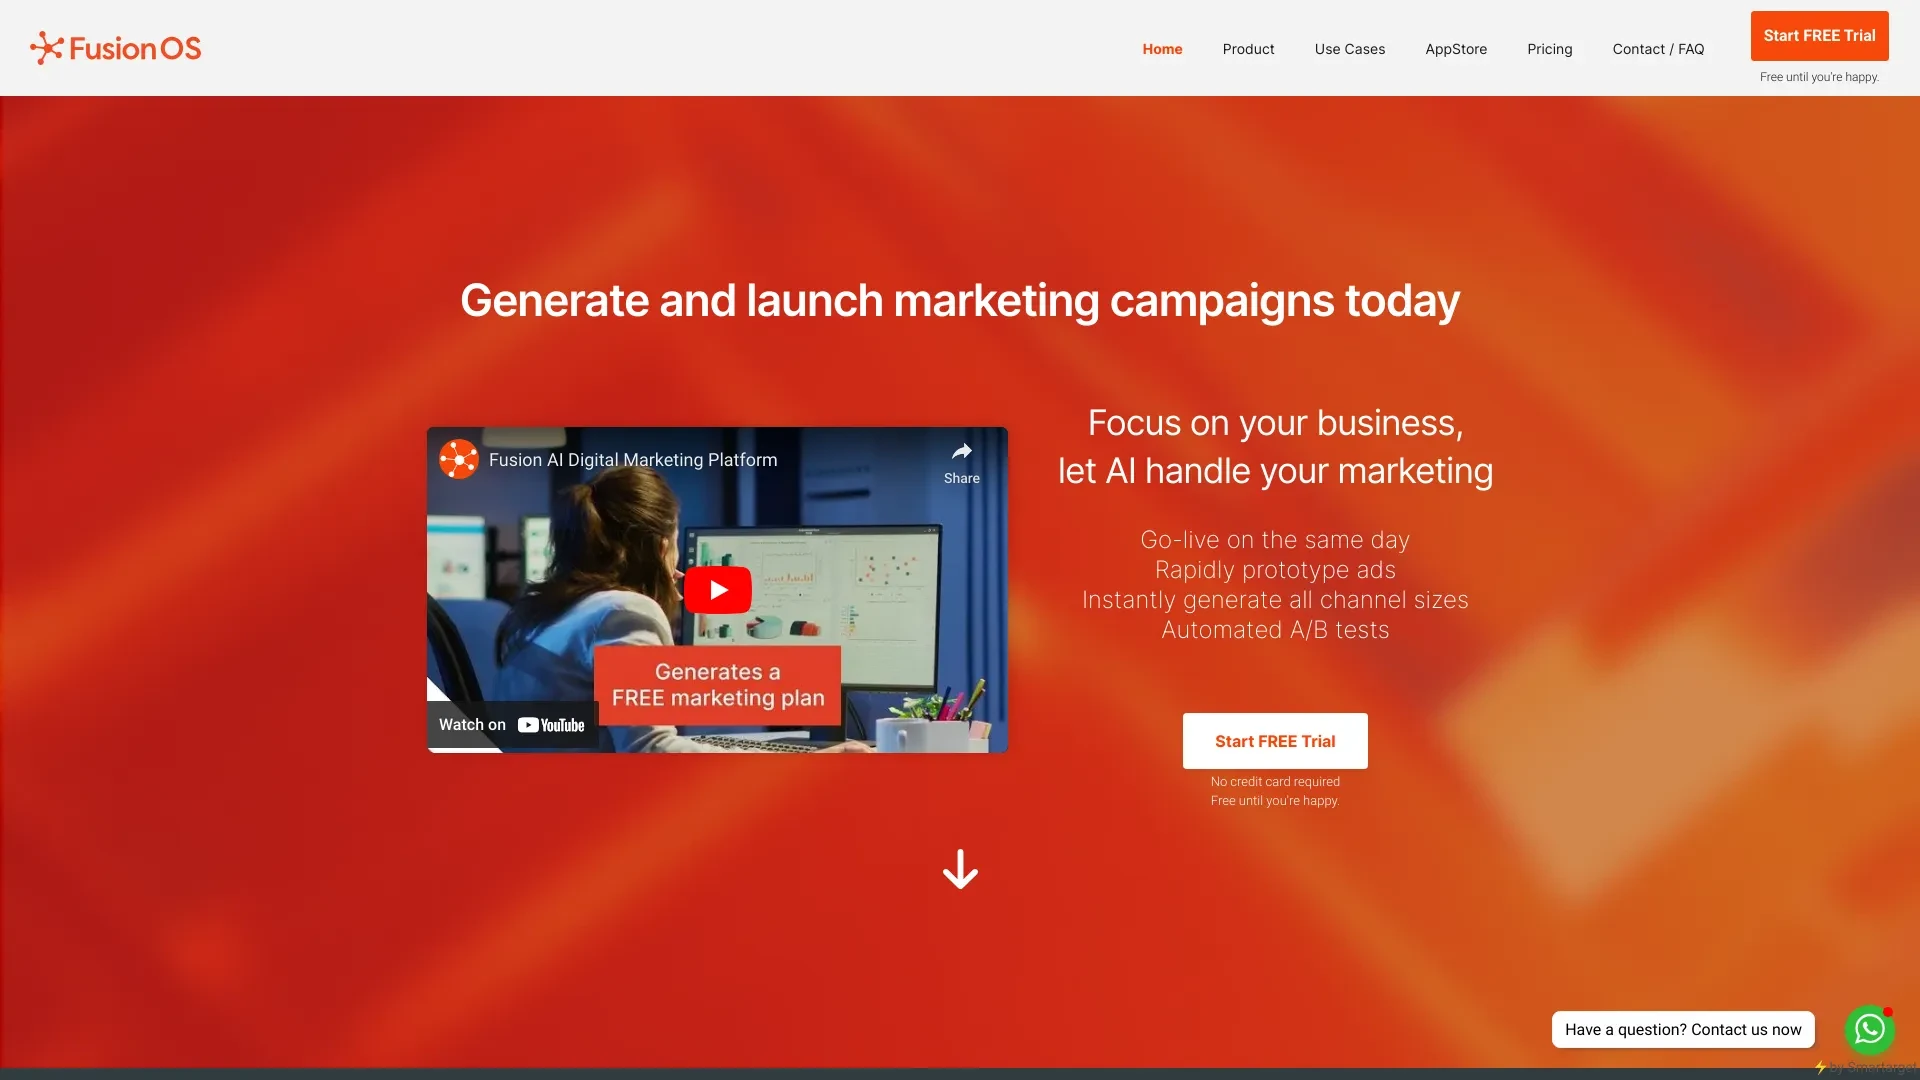 FusionOS
Home
Product
Use Cases
AppStore
Pricing
Contact / FAQ
Start FREE Trial
Free until you're happy.
Generate and launch marketing campaigns today
Fusion AI Digital Marketing Platform
Share
Generates a
FREE marketing plan
Watch on YouTube
Focus on your business,
let AI handle your marketing
Go-live on the same day
Rapidly prototype ads
Instantly generate all channel sizes
Automated A/B tests
Start FREE Trial
No credit card required
Free until you're happy.
Have a question? Contact us now
⚡by Smartarget